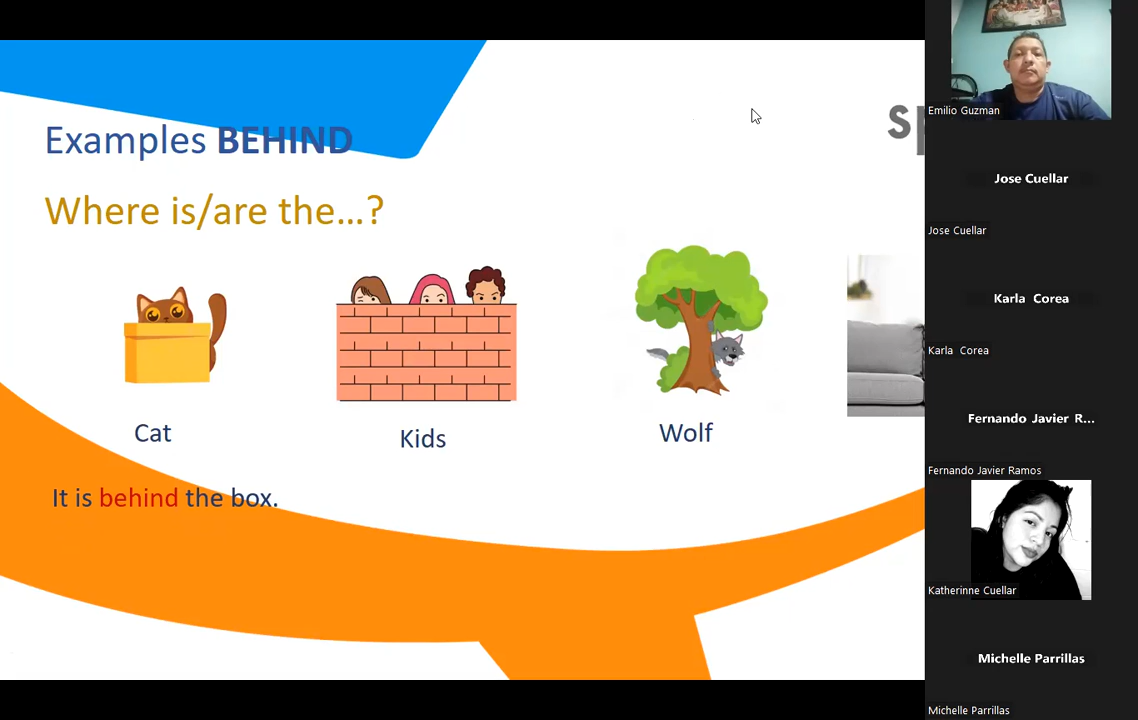 Examples BEHIND
Where is/are the...?
Cat
Kids
Wolf
It is behind the box.
Emilio Guzman
Jose Cuellar
Jose Cuellar
Karla Corea
Karla Corea
Fernando Javier R...
Fernando Javier Ramos
Katherinne Cuellar
Michelle Parrillas
Michelle Parrillas